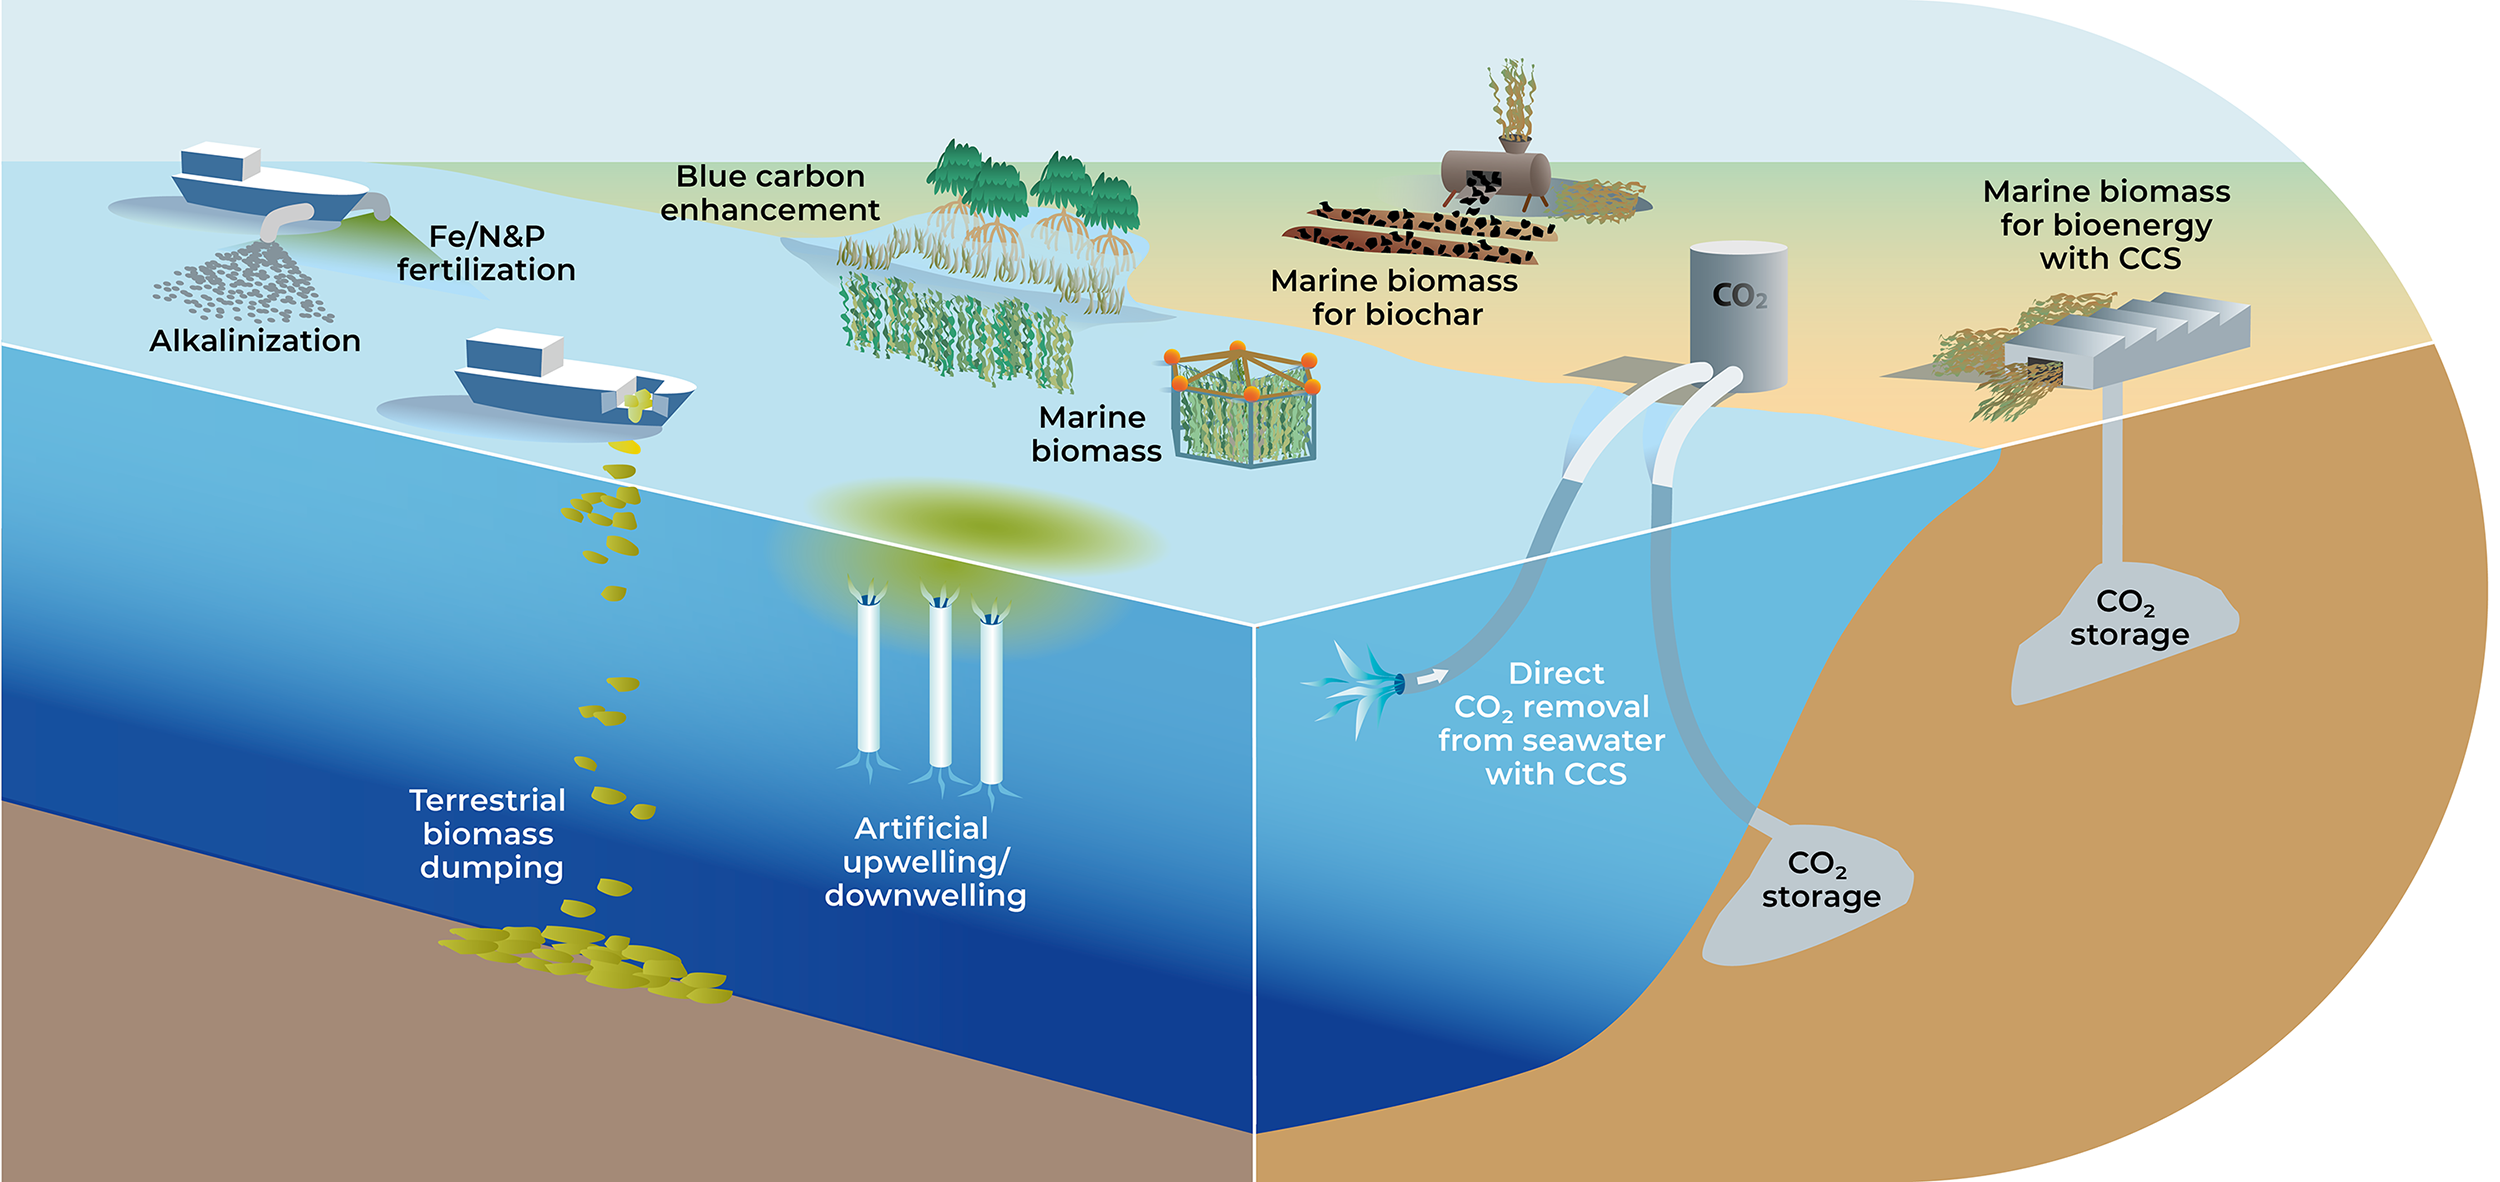 Blue carbon
enhancement
Fe/N&P
fertilization
Alkalinization
Marine biomass
for biochar
Marine biomass
for bioenergy
with CCS
CO₂
Marine
biomass
Terrestrial
biomass
dumping
Artificial
upwelling/
downwelling
Direct
CO₂ removal
from seawater
with CCS
CO₂
storage
CO₂
storage